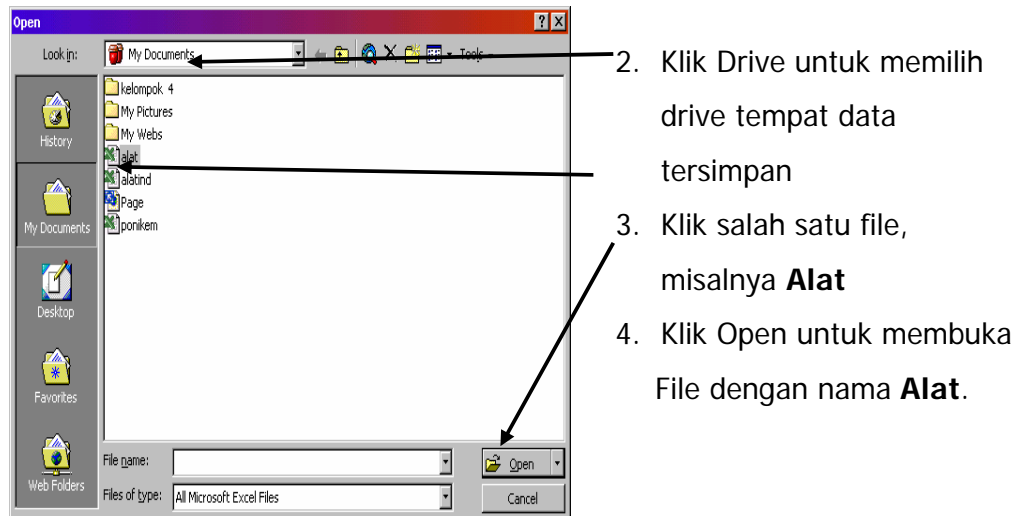 Open
Look in:
My Documents
Tools
History
My Documents
Desktop
Favorites
Web Folders
kelompok 4
My Pictures
My Webs
alat
alatind
Page
ponikem
File name:
Open
Files of type:
All Microsoft Excel Files
Cancel
2. Klik Drive untuk memilih
drive tempat data
tersimpan
3. Klik salah satu file,
misalnya Alat
4. Klik Open untuk membuka
File dengan nama Alat.